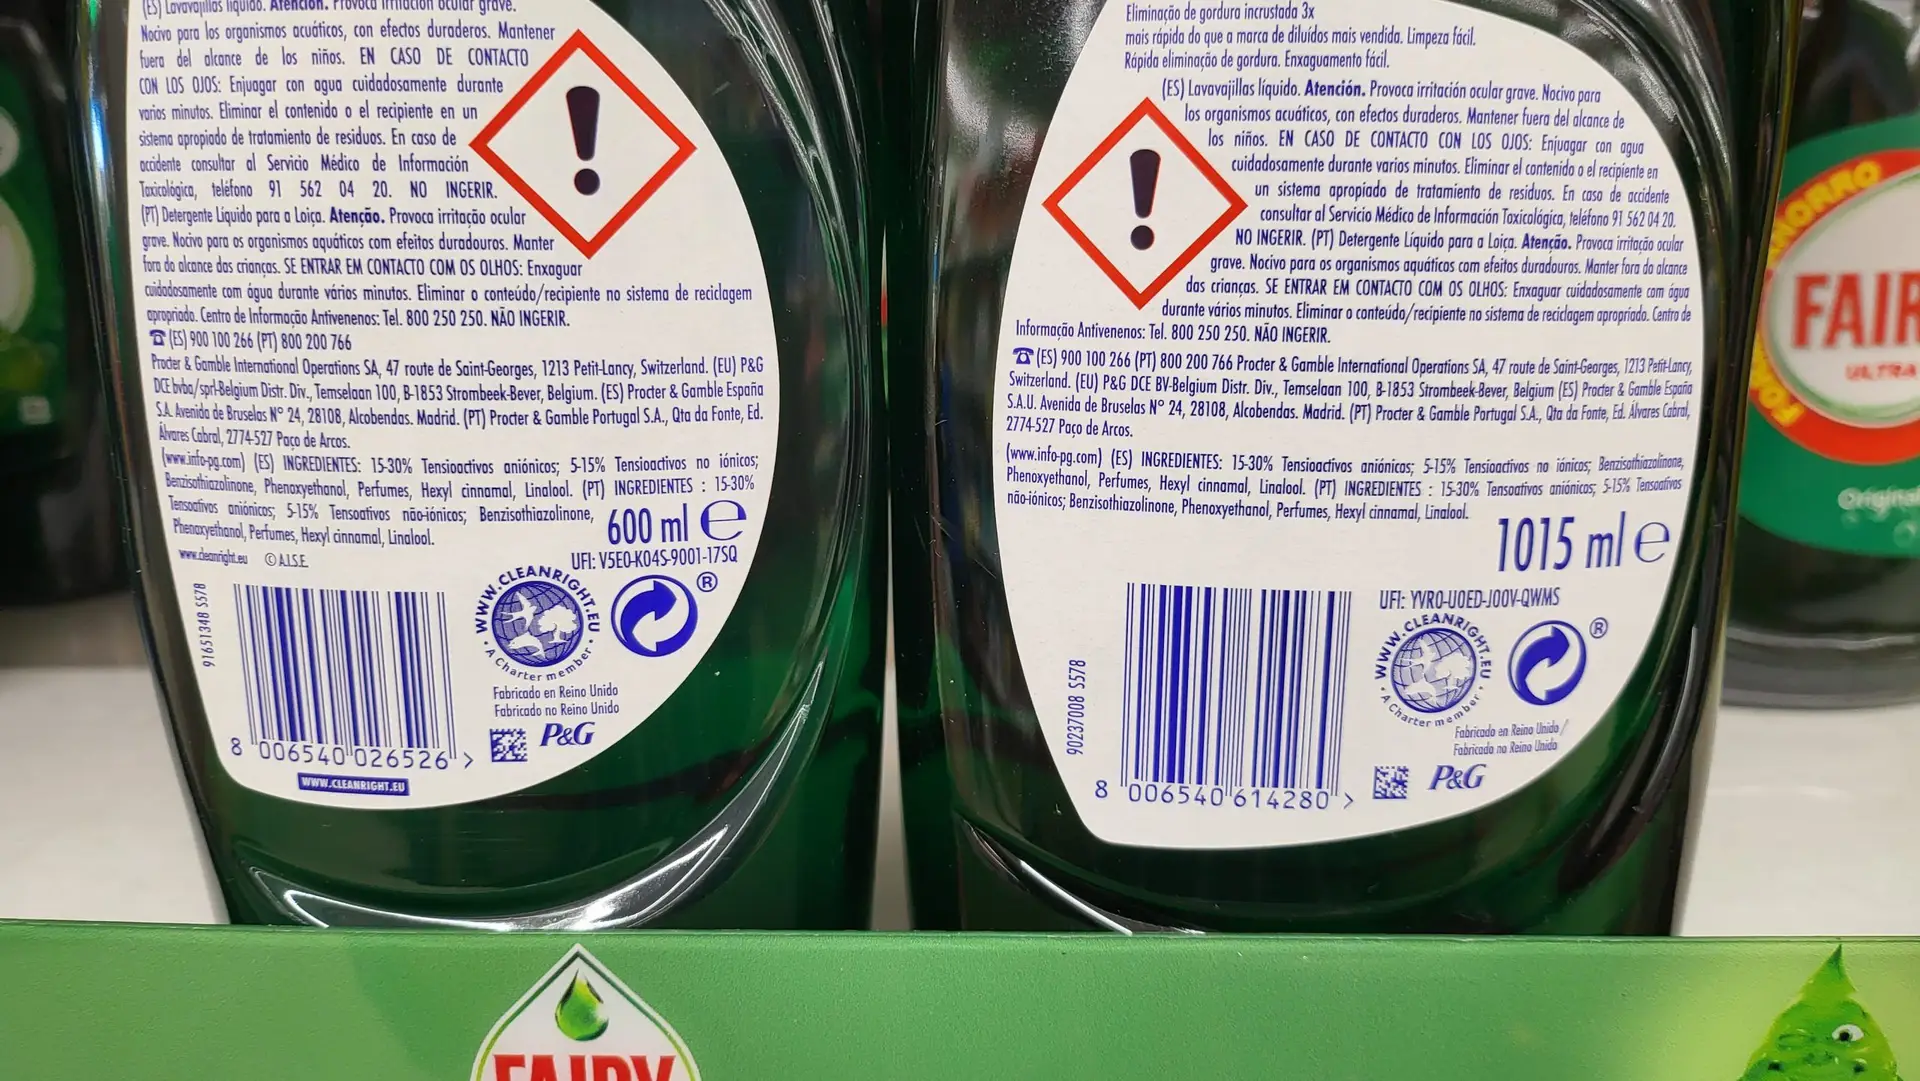 (ES) Lavavajillas líquido. Atención. Provoca irritación ocular grave.
Nocivo para los organismos acuáticos, con efectos duraderos. Mantener
fuera del alcance de los niños. EN CASO DE CONTACTO
CON LOS OJOS: Enjuagar con agua cuidadosamente durante
varios minutos. Eliminar el contenido o el recipiente en un
sistema apropiado de tratamiento de residuos. En caso de
accidente consultar al Servicio Médico de Información
Toxicológica, teléfono 91 562 04 20. NO INGERIR.
(PT) Detergente Líquido para a Loiça. Atenção. Provoca irritação ocular
grave. Nocivo para os organismos aquáticos com efeitos duradouros. Manter
fora do alcance das crianças. SE ENTRAR EM CONTACTO COM OS OLHOS: Enxaguar
cuidadosamente com água durante vários minutos. Eliminar o conteúdo/recipiente no sistema de reciclagem
apropriado. Centro de Informação Antivenenos: Tel. 800 250 250. NÃO INGERIR.
☎(ES) 900 100 266 (PT) 800 200 766
Procter & Gamble International Operations SA, 47 route de Saint-Georges, 1213 Petit-Lancy, Switzerland. (EU) P&G
DCE bvba/sprl-Belgium Distr. Div., Temselaan 100, B-1853 Strombeek-Bever, Belgium. (ES) Procter & Gamble España
S.A. Avenida de Bruselas N° 24, 28108, Alcobendas. Madrid. (PT) Procter & Gamble Portugal S.A., Qta da Fonte, Ed.
Álvares Cabral, 2774-527 Paço de Arcos.
(www.info-pg.com) (ES) INGREDIENTES: 15-30% Tensioactivos aniónicos; 5-15% Tensioactivos no iónicos;
Benzisothiazolinone, Phenoxyethanol, Perfumes, Hexyl cinnamal, Linalool. (PT) INGREDIENTES : 15-30%
Tensoativos aniónicos; 5-15% Tensoativos não-iónicos; Benzisothiazolinone,
Phenoxyethanol, Perfumes, Hexyl cinnamal, Linalool.
600 ml e
www.cleanright.eu © A.I.S.E.
UFI: V5E0-K04S-9001-17SQ
91651348 S578
WWW.CLEANRIGHT.EU
• A Charter member •
®
Fabricado en Reino Unido
Fabricado no Reino Unido
P&G
8 006540 026526 >
WWW.CLEANRIGHT.EU
Eliminação de gordura incrustada 3x
mais rápida do que a marca de diluídos mais vendida. Limpeza fácil.
Rápida eliminação de gordura. Enxaguamento fácil.
(ES) Lavavajillas líquido. Atención. Provoca irritación ocular grave. Nocivo para
los organismos acuáticos, con efectos duraderos. Mantener fuera del alcance de
los niños. EN CASO DE CONTACTO CON LOS OJOS: Enjuagar con agua
cuidadosamente durante varios minutos. Eliminar el contenido o el recipiente en
un sistema apropiado de tratamiento de residuos. En caso de accidente
consultar al Servicio Médico de Información Toxicológica, teléfono 91 562 04 20.
NO INGERIR. (PT) Detergente Líquido para a Loiça. Atenção. Provoca irritação ocular
grave. Nocivo para os organismos aquáticos com efeitos duradouros. Manter fora do alcance
das crianças. SE ENTRAR EM CONTACTO COM OS OLHOS: Enxaguar cuidadosamente com água
durante vários minutos. Eliminar o conteúdo/recipiente no sistema de reciclagem apropriado. Centro de
Informação Antivenenos: Tel. 800 250 250. NÃO INGERIR.
☎(ES) 900 100 266 (PT) 800 200 766 Procter & Gamble International Operations SA, 47 route de Saint-Georges, 1213 Petit-Lancy,
Switzerland. (EU) P&G DCE BV-Belgium Distr. Div., Temselaan 100, B-1853 Strombeek-Bever, Belgium (ES) Procter & Gamble España
S.A.U. Avenida de Bruselas N° 24, 28108, Alcobendas. Madrid. (PT) Procter & Gamble Portugal S.A., Qta da Fonte, Ed. Álvares Cabral,
2774-527 Paço de Arcos.
(www.info-pg.com) (ES) INGREDIENTES: 15-30% Tensioactivos aniónicos; 5-15% Tensioactivos no iónicos; Benzisothiazolinone,
Phenoxyethanol, Perfumes, Hexyl cinnamal, Linalool. (PT) INGREDIENTES : 15-30% Tensoativos aniónicos; 5-15% Tensoativos
não-iónicos; Benzisothiazolinone, Phenoxyethanol, Perfumes, Hexyl cinnamal, Linalool.
1015 ml e
UFI: YVR0-U0ED-J00V-QWMS
90237008 S578
WWW.CLEANRIGHT.EU
• A Charter member •
®
Fabricado en Reino Unido /
Fabricado no Reino Unido
P&G
8 006540 614280 >
FAIR
ULTRA
Original
FAIRY